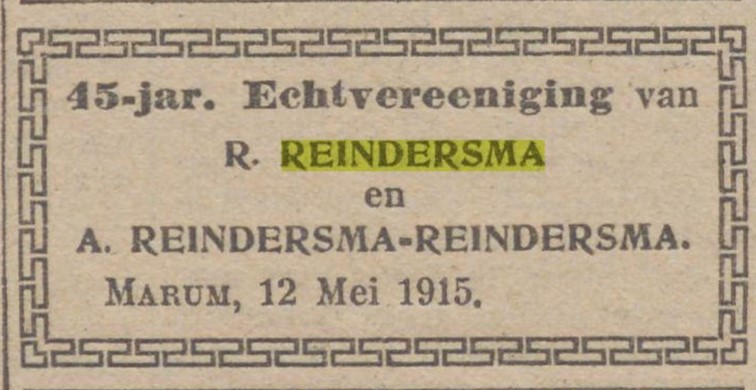 45-jar. Echtvereeniging van
R. REINDERSMA
en
A. REINDERSMA-REINDERSMA.
MARUM, 12 Mei 1915.